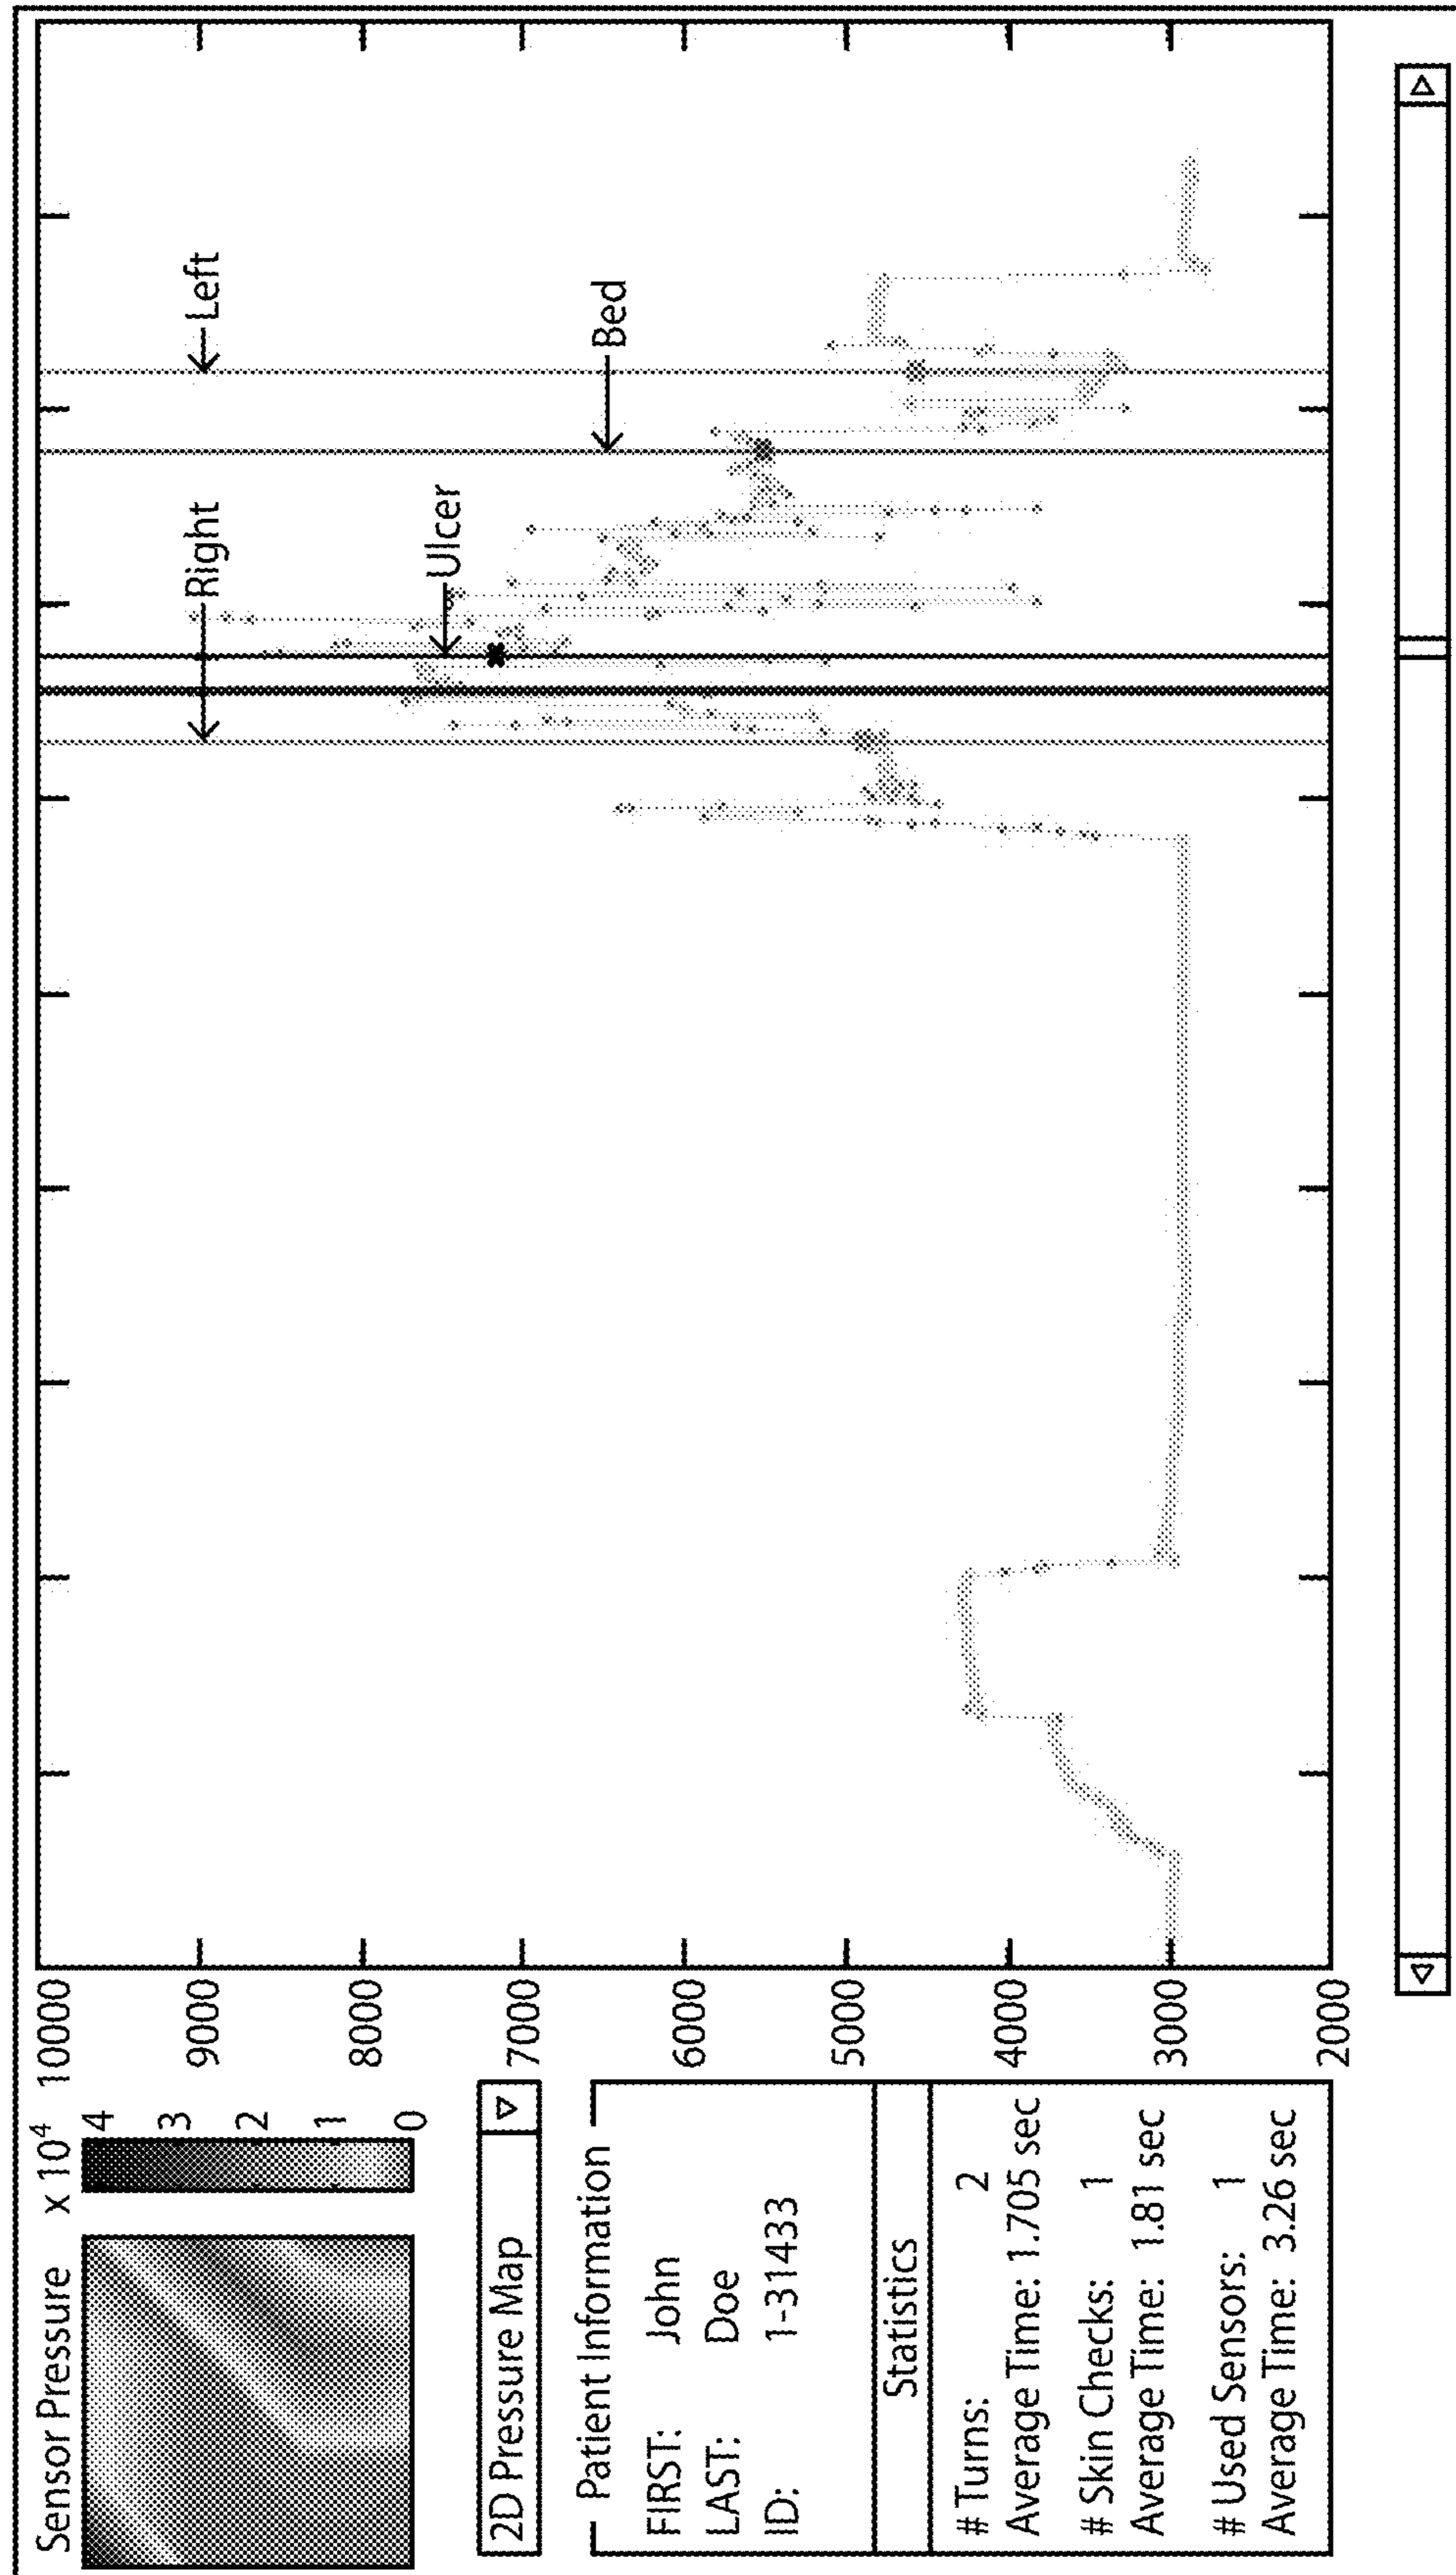 Sensor Pressure x 10⁴
4
3
2
1
0
2D Pressure Map
Patient Information
FIRST: John
LAST: Doe
ID: 1-31433
Statistics
# Turns: 2
Average Time: 1.705 sec
# Skin Checks: 1
Average Time: 1.81 sec
# Used Sensors: 1
Average Time: 3.26 sec
10000
9000
8000
7000
6000
5000
4000
3000
2000
Right
Left
Ulcer
Bed